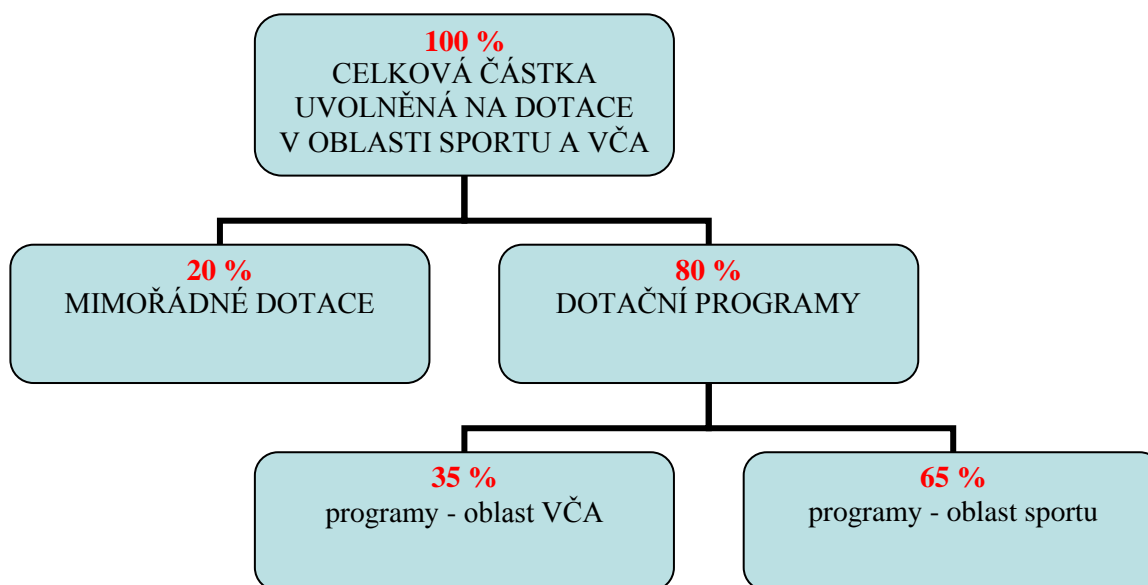 100 %
CELKOVÁ ČÁSTKA
UVOLNĚNÁ NA DOTACE
V OBLASTI SPORTU A VČA
20 %
MIMOŘÁDNÉ DOTACE
80 %
DOTAČNÍ PROGRAMY
35 %
programy - oblast VČA
65 %
programy - oblast sportu